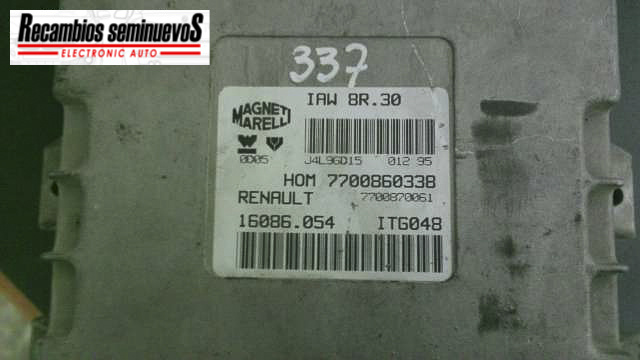 Recambios seminuevoS
ELECTRONIC AUTO
337
IAW 8R.30
MAGNETI
MARELLI
0D05 J4L96D15 012 95
HOM 7700860338
RENAULT 7700870061
16086.054 ITG048